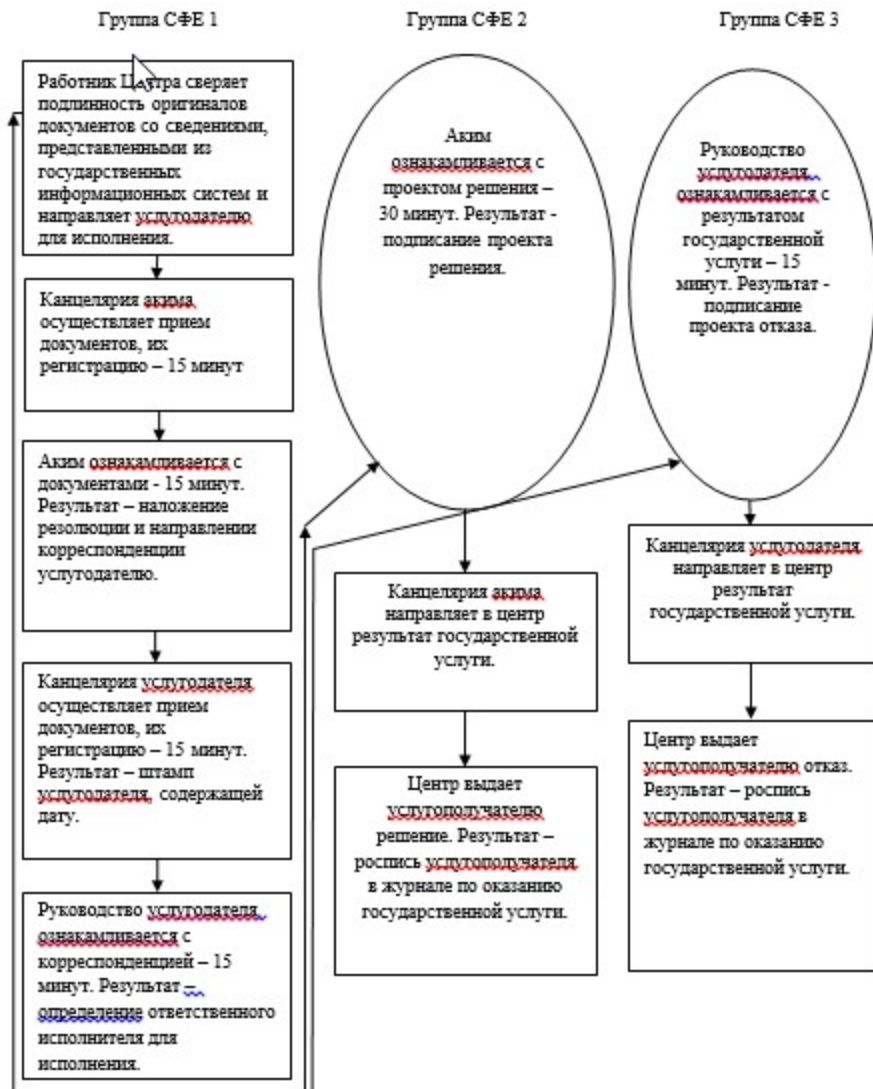 Группа СФЕ 1
Работник Центра сверяет
подлинность оригиналов
документов со сведениями,
представленными из
государственных
информационных систем и
направляет услугодателю
для исполнения.
Канцелярия акима
осуществляет прием
документов, их
регистрацию – 15 минут
Аким ознакамливается с
документами - 15 минут.
Результат – наложение
резолюции и направлении
корреспонденции
услугодателю.
Канцелярия услугодателя
осуществляет прием
документов, их
регистрацию – 15 минут.
Результат – штамп
услугодателя, содержащей
дату.
Руководство услугодателя
ознакамливается с
корреспонденцией – 15
минут. Результат –
определение ответственного
исполнителя для
исполнения.
Группа СФЕ 2
Аким
ознакамливается с
проектом решения –
30 минут. Результат -
подписание проекта
решения.
Канцелярия акима
направляет в центр
результат государственной
услуги.
Центр выдает
услугополучателю
решение. Результат –
роспись услугополучателя
в журнале по оказанию
государственной услуги.
Группа СФЕ 3
Руководство
услугодателя
ознакамливается с
результатом
государственной
услуги – 15
минут. Результат -
подписание
проекта отказа.
Канцелярия услугодателя
направляет в центр
результат
государственной услуги.
Центр выдает
услугополучателю отказ.
Результат – роспись
услугополучателя в
журнале по оказанию
государственной услуги.